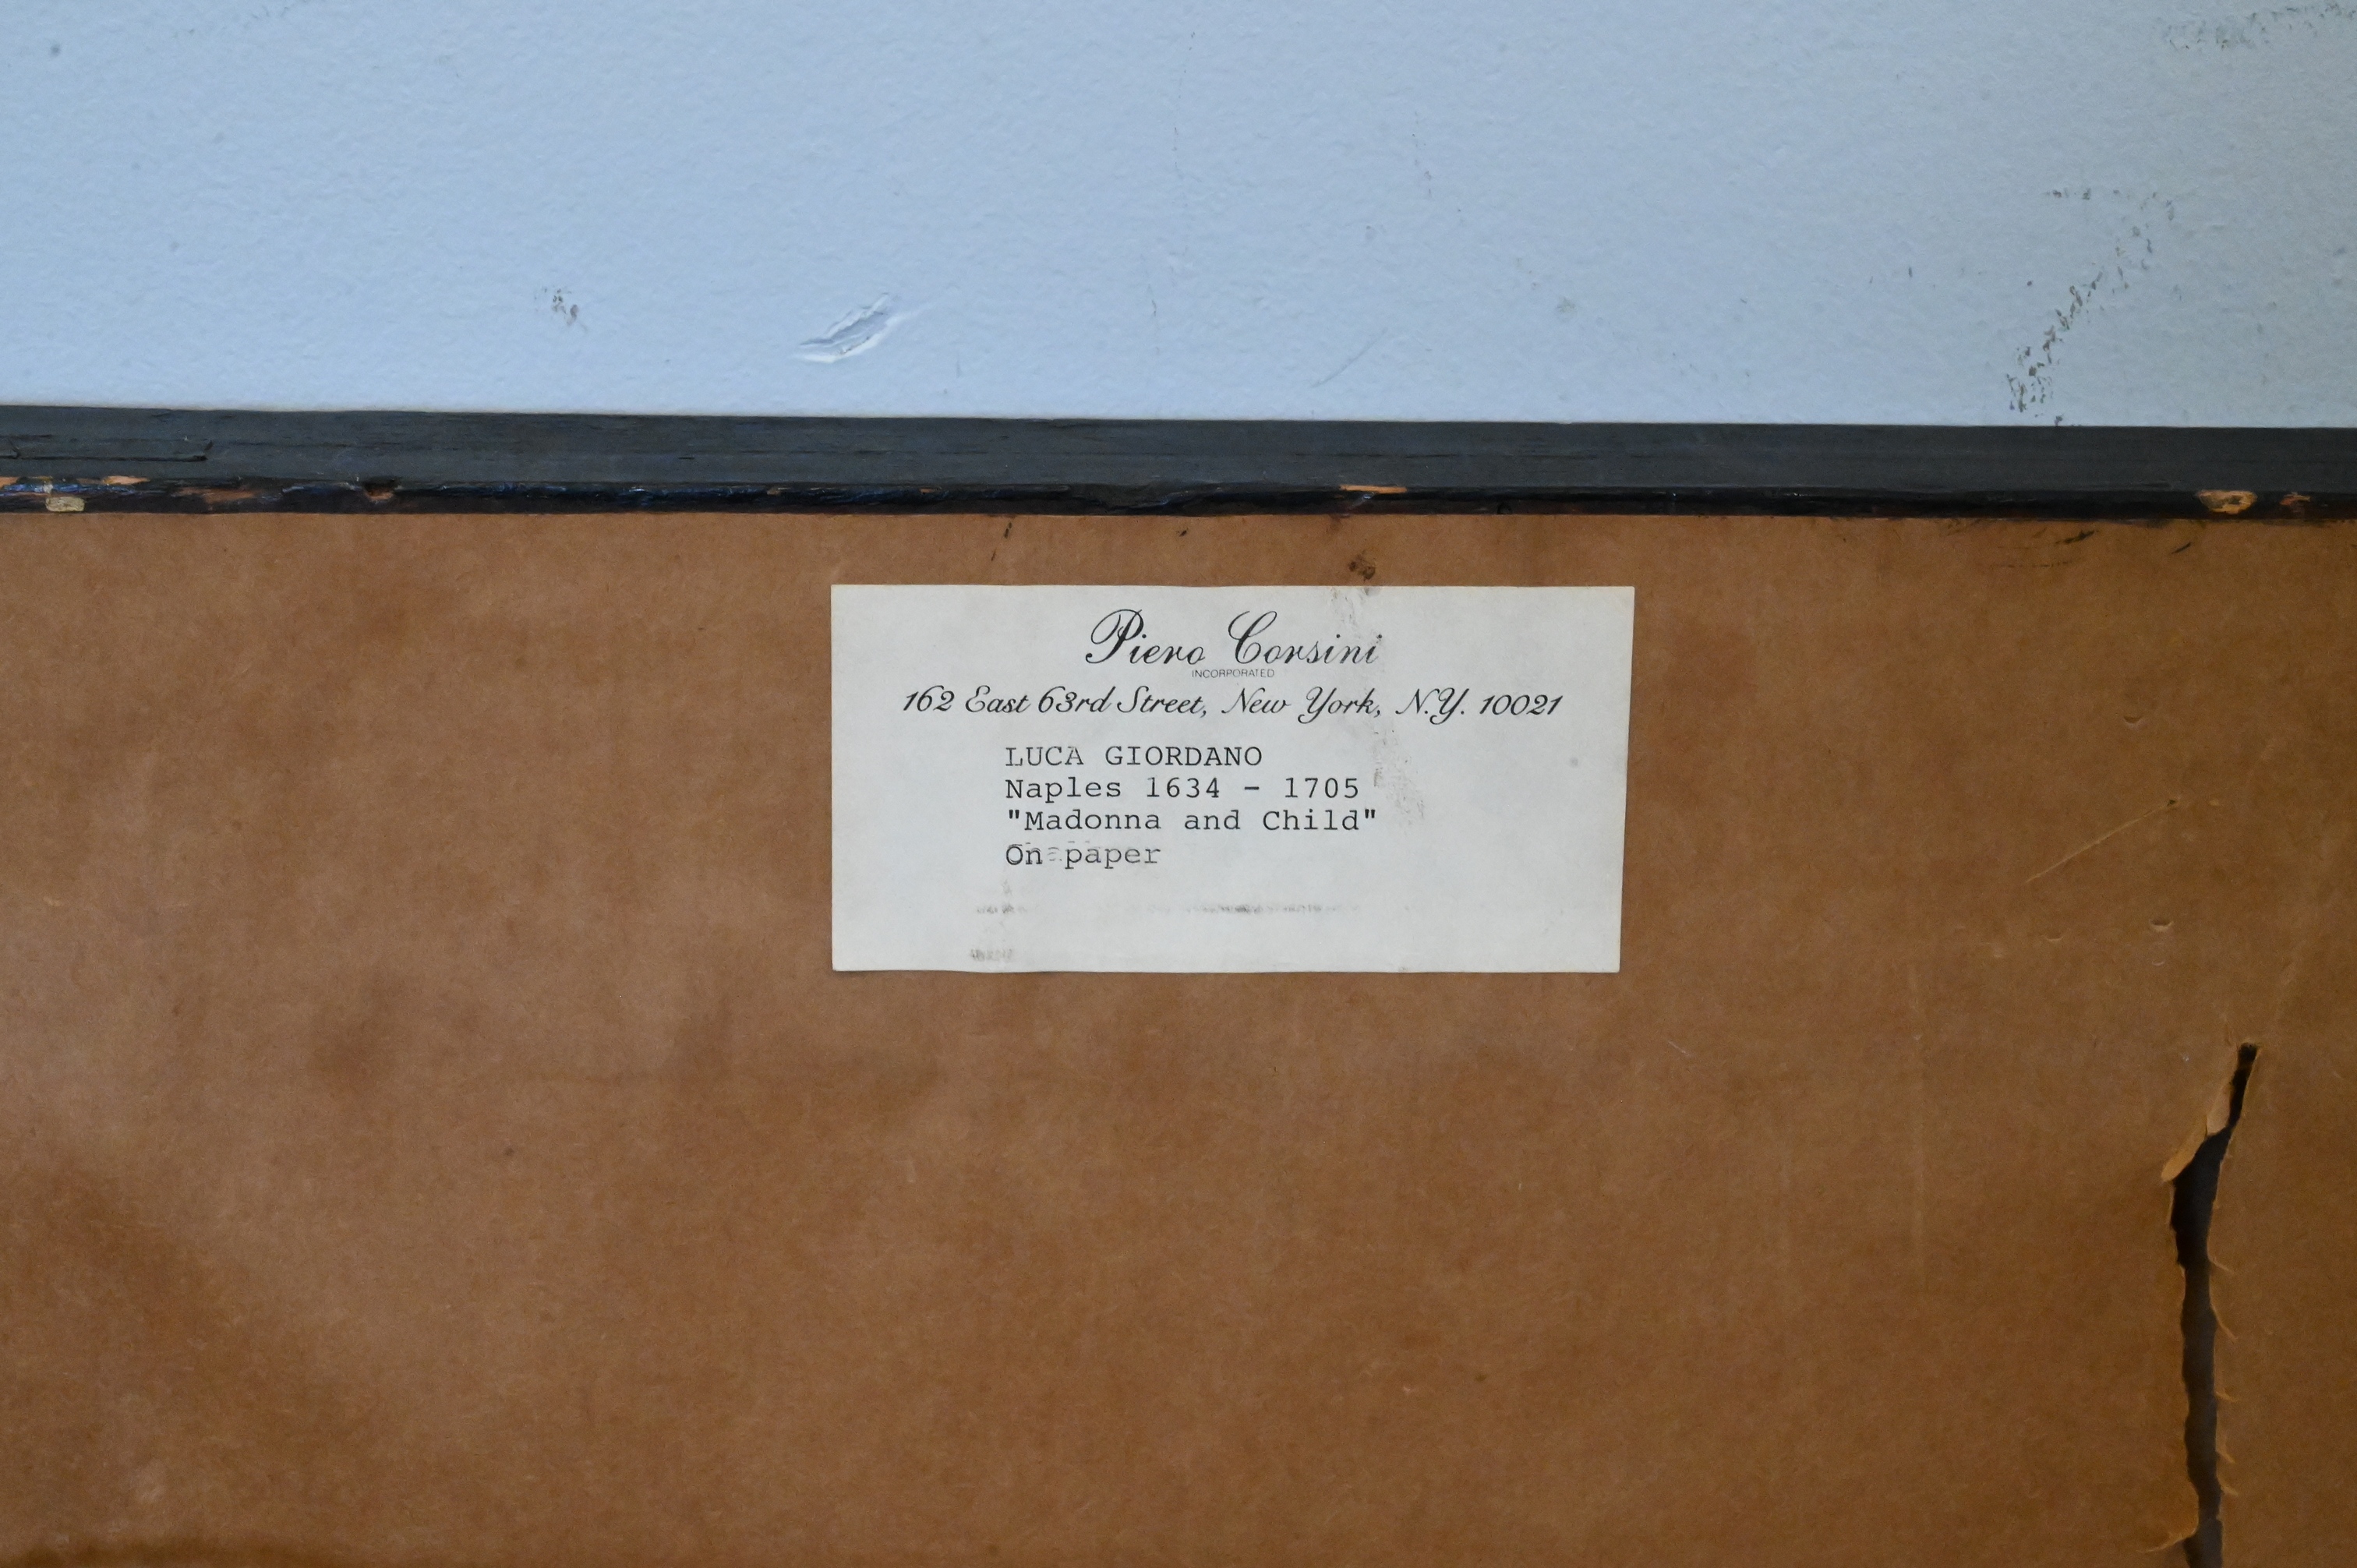 Piero Corsini
INCORPORATED
162 East 63rd Street, New York, N.Y. 10021
LUCA GIORDANO
Naples 1634 - 1705
"Madonna and Child"
On paper